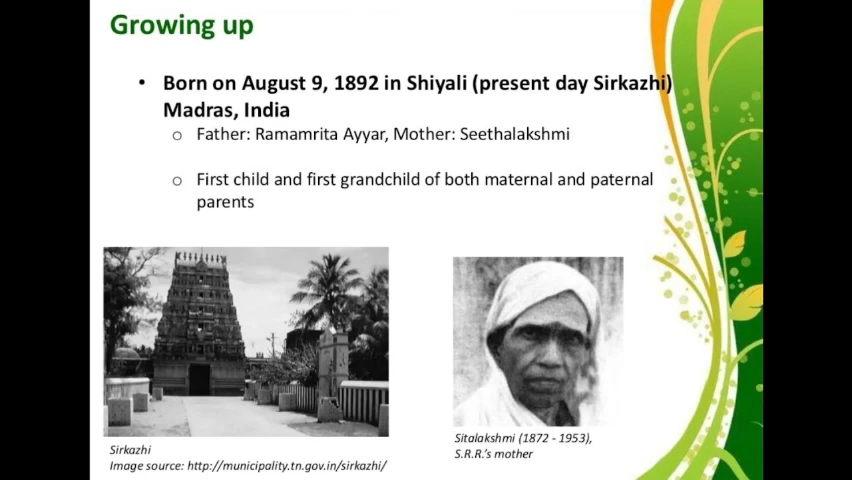 Growing up
• Born on August 9, 1892 in Shiyali (present day Sirkazhi)
Madras, India
o Father: Ramamrita Ayyar, Mother: Seethalakshmi
o First child and first grandchild of both maternal and paternal
parents
Sirkazhi
Image source: http://municipality.tn.gov.in/sirkazhi/
Sitalakshmi (1872 - 1953),
S.R.R.'s mother